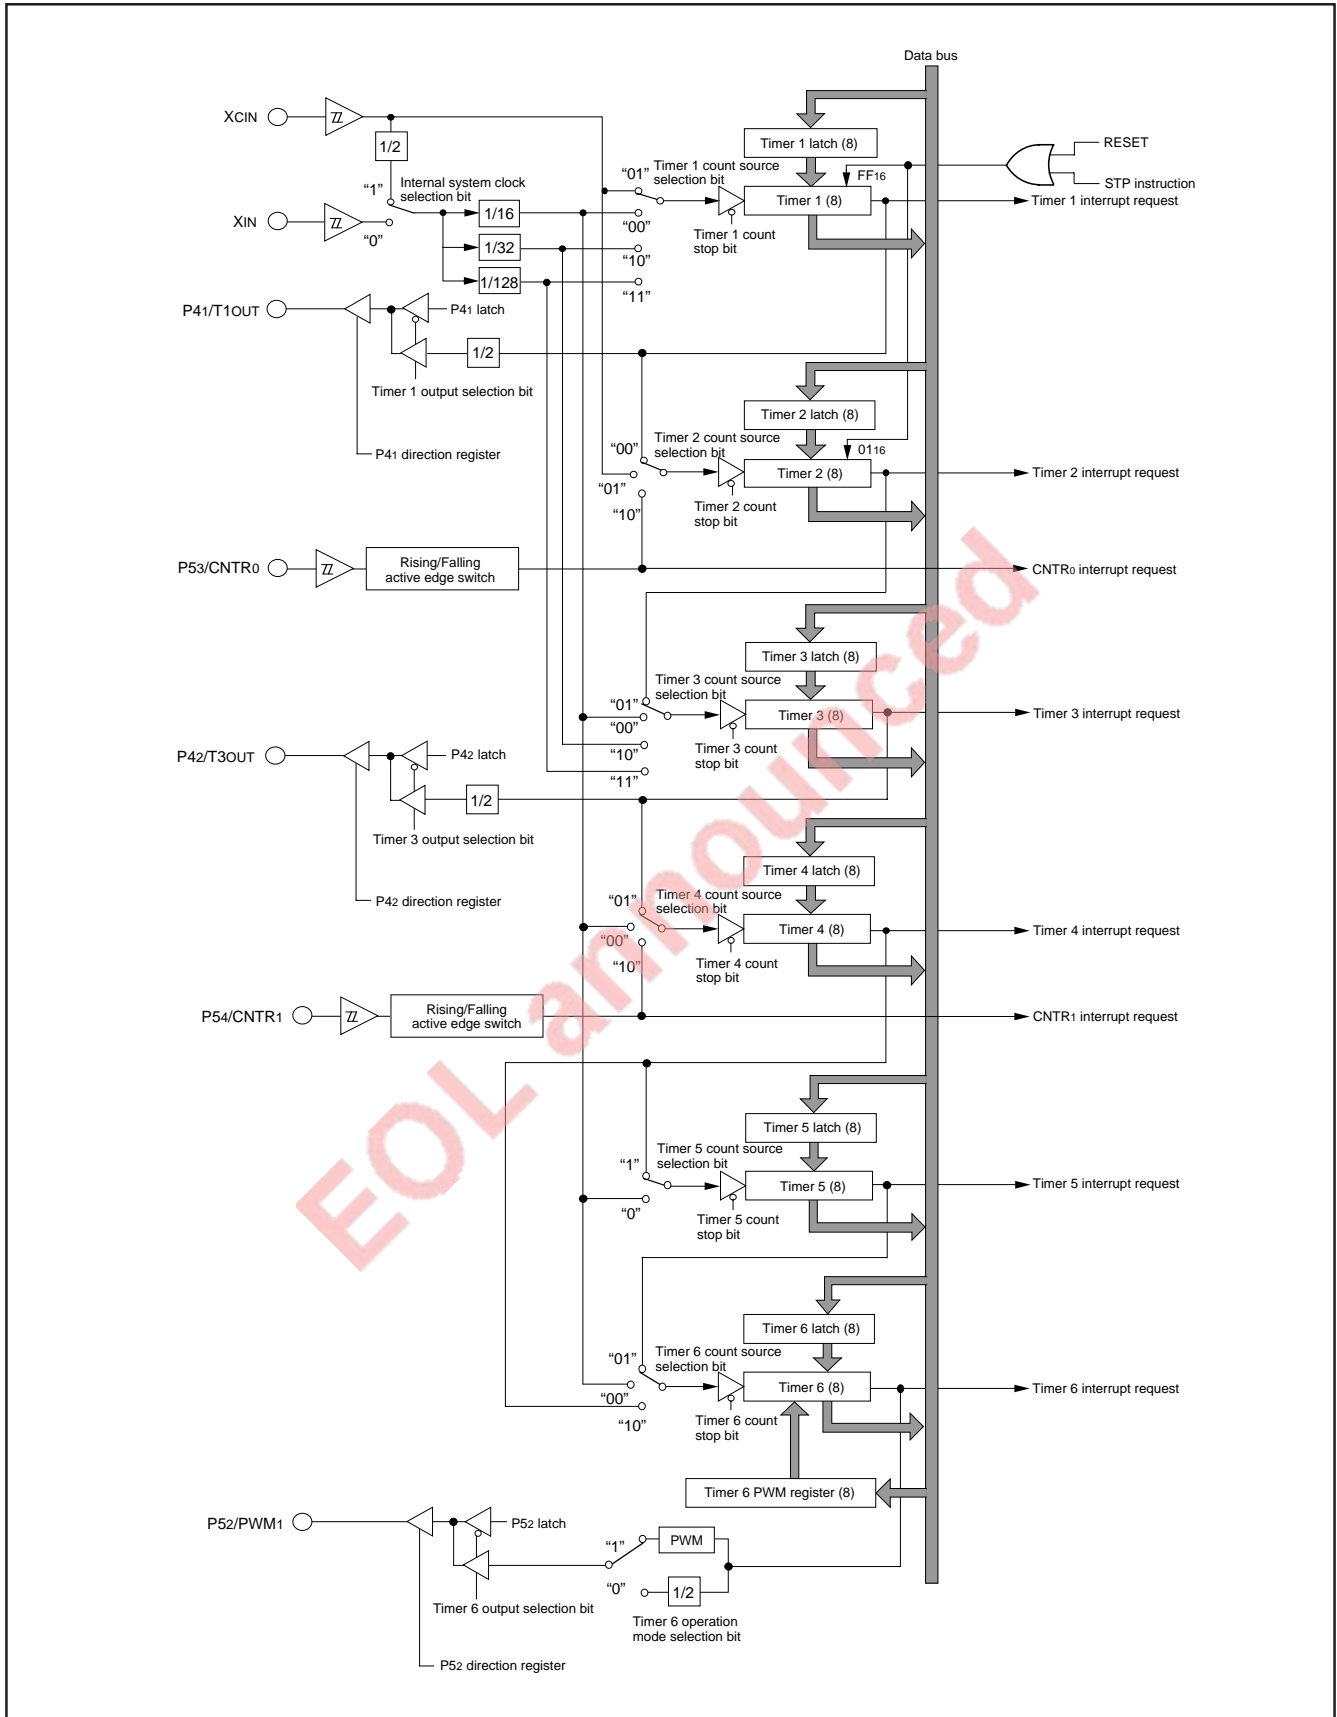 Data bus
XCIN
1/2
Timer 1 latch (8)
RESET
STP instruction
"1"
Internal system clock
selection bit
"01"
Timer 1 count source
selection bit
FF16
Timer 1 (8)
Timer 1 interrupt request
XIN
"0"
1/16
"00"
Timer 1 count
stop bit
1/32
"10"
1/128
"11"
P41/T1OUT
P41 latch
1/2
Timer 1 output selection bit
P41 direction register
Timer 2 latch (8)
"00"
Timer 2 count source
selection bit
0116
Timer 2 (8)
Timer 2 interrupt request
"01"
"10"
Timer 2 count
stop bit
P53/CNTR0
Rising/Falling
active edge switch
CNTR0 interrupt request
Timer 3 latch (8)
Timer 3 count source
selection bit
"01"
"00"
Timer 3 (8)
Timer 3 interrupt request
"10"
Timer 3 count
stop bit
"11"
P42/T3OUT
P42 latch
1/2
Timer 3 output selection bit
P42 direction register
Timer 4 latch (8)
"01"
Timer 4 count source
selection bit
Timer 4 (8)
Timer 4 interrupt request
"00"
"10"
Timer 4 count
stop bit
P54/CNTR1
Rising/Falling
active edge switch
CNTR1 interrupt request
Timer 5 latch (8)
Timer 5 count source
selection bit
"1"
Timer 5 (8)
Timer 5 interrupt request
"0"
Timer 5 count
stop bit
Timer 6 latch (8)
"01"
Timer 6 count source
selection bit
Timer 6 (8)
Timer 6 interrupt request
"00"
"10"
Timer 6 count
stop bit
Timer 6 PWM register (8)
P52/PWM1
P52 latch
"1"
PWM
"0"
1/2
Timer 6 output selection bit
Timer 6 operation
mode selection bit
P52 direction register
EOL announced